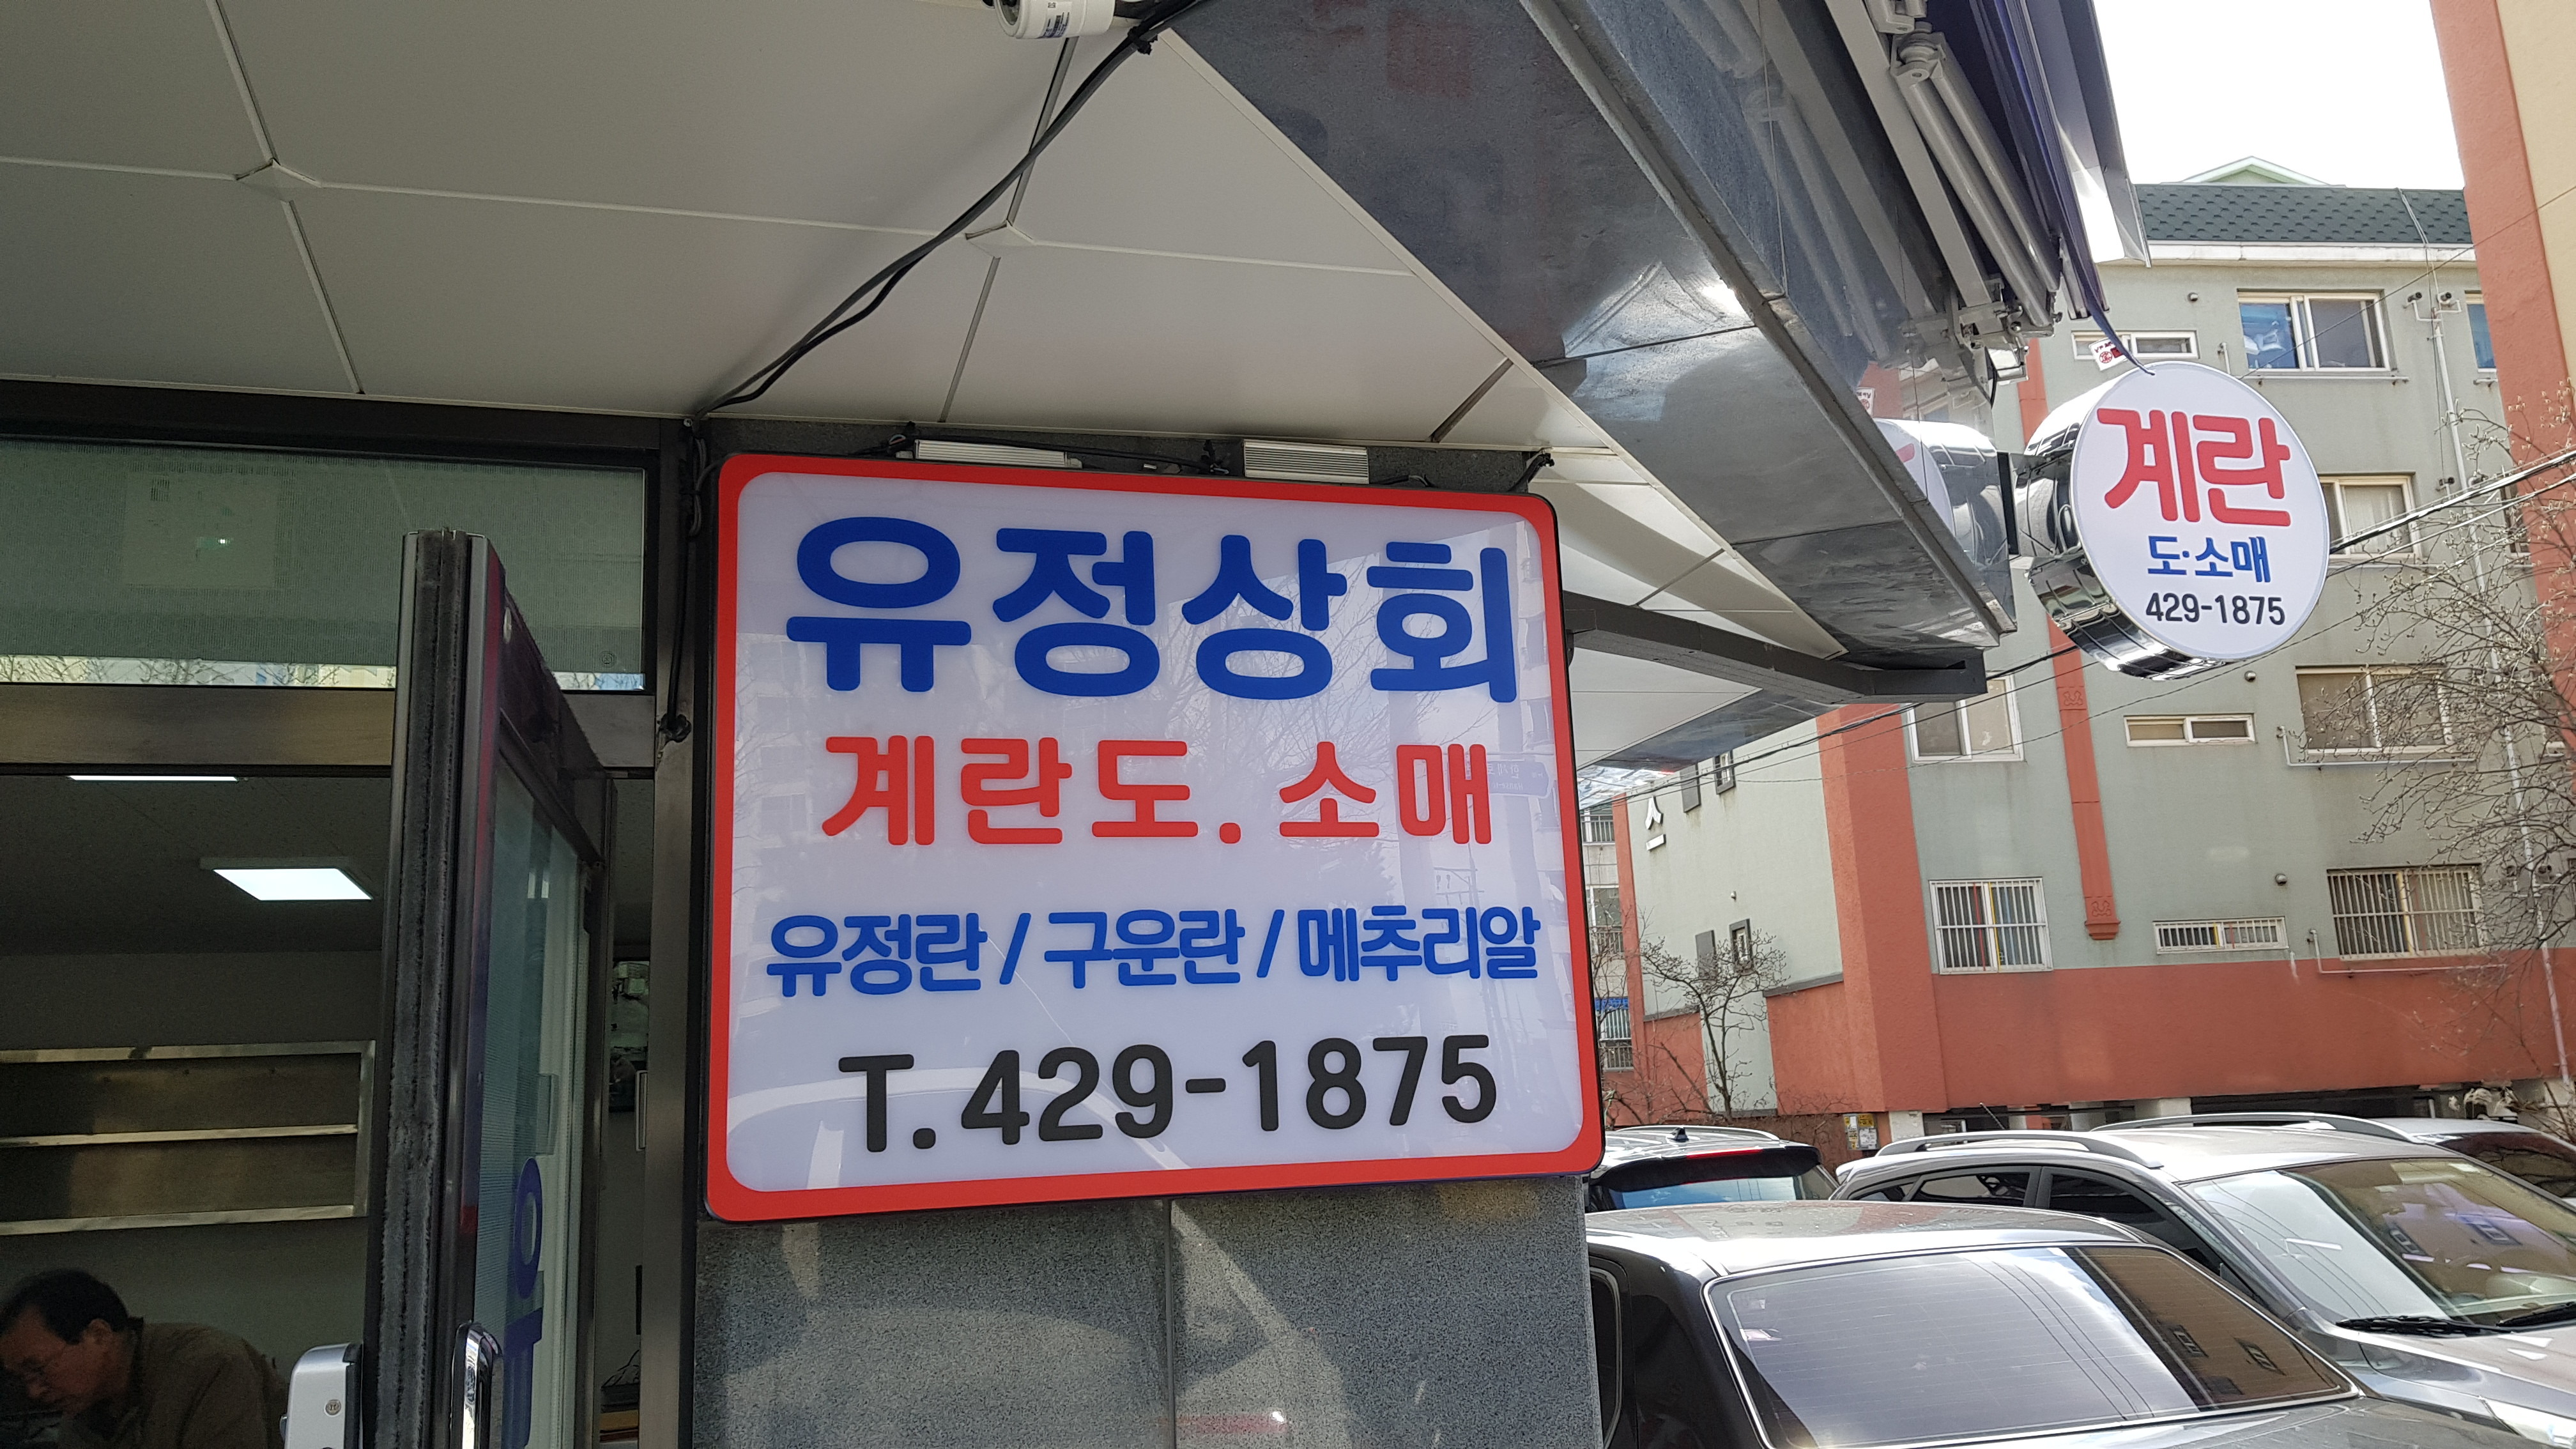 유정상회
계란도.소매
유정란/구운란/메추리알
T.429-1875
계란
도·소매
429-1875